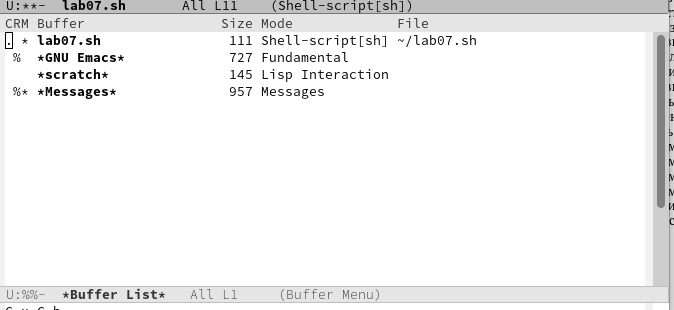 U:**-  lab07.sh       All L11    (Shell-script[sh])
CRM Buffer                 Size Mode             File
. * lab07.sh                111 Shell-script[sh] ~/lab07.sh
 %  *GNU Emacs*             727 Fundamental
    *scratch*               145 Lisp Interaction
 %* *Messages*              957 Messages
U:%%-  *Buffer List*   All L1     (Buffer Menu)